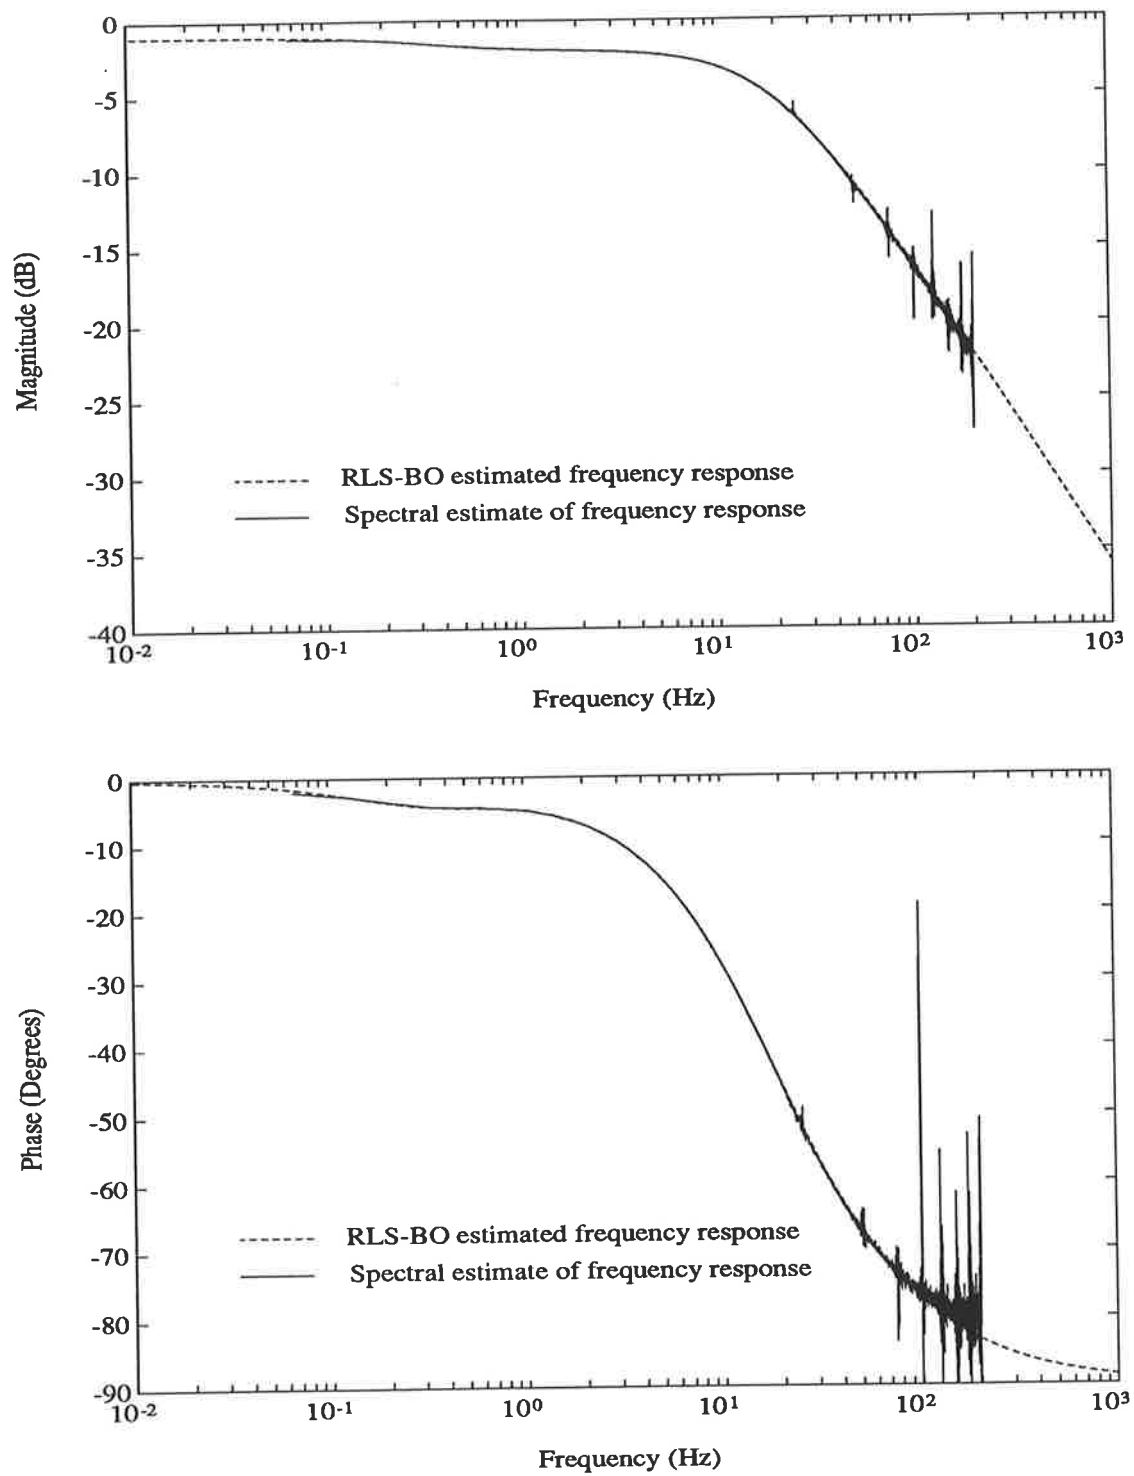 0
-5
-10
-15
-20
-25
-30
-35
-40
Magnitude (dB)
RLS-BO estimated frequency response
Spectral estimate of frequency response
10-2 10-1 100 101 102 103
Frequency (Hz)
0
-10
-20
-30
-40
-50
-60
-70
-80
-90
Phase (Degrees)
RLS-BO estimated frequency response
Spectral estimate of frequency response
10-2 10-1 100 101 102 103
Frequency (Hz)